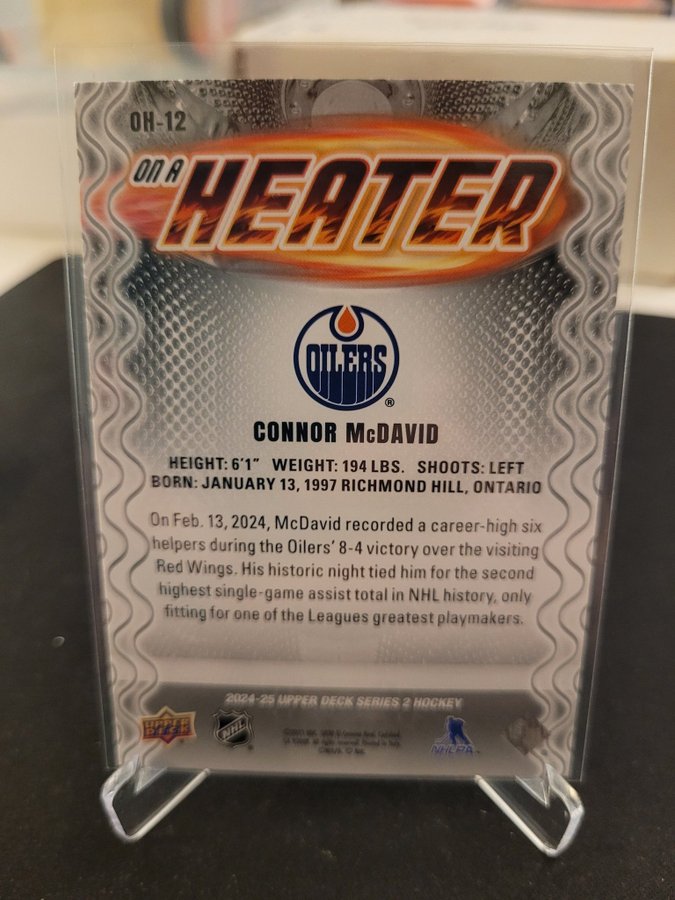 OH-12
ON A
HEATER
OILERS
®
CONNOR McDAVID
HEIGHT: 6'1" WEIGHT: 194 LBS. SHOOTS: LEFT
BORN: JANUARY 13, 1997 RICHMOND HILL, ONTARIO
On Feb. 13, 2024, McDavid recorded a career-high six
helpers during the Oilers' 8-4 victory over the visiting
Red Wings. His historic night tied him for the second
highest single-game assist total in NHL history, only
fitting for one of the Leagues greatest playmakers.
2024-25 UPPER DECK SERIES 2 HOCKEY
UPPER DECK
NHL
NHLPA